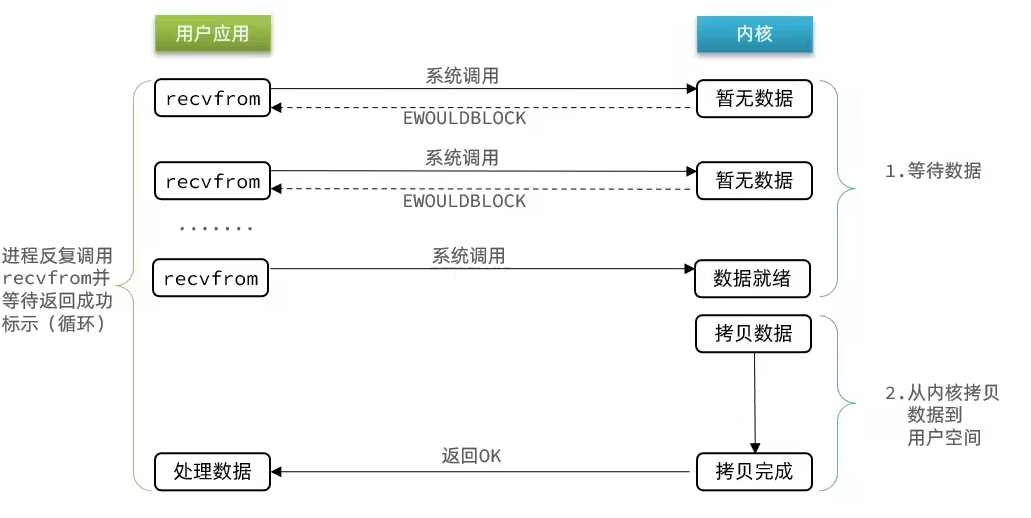 用户应用
内核
系统调用
recvfrom
暂无数据
EWOULDBLOCK
系统调用
recvfrom
暂无数据
EWOULDBLOCK
1.等待数据
.......
进程反复调用
recvfrom并
等待返回成功
标示（循环）
系统调用
recvfrom
数据就绪
拷贝数据
2.从内核拷贝
数据到
用户空间
返回OK
处理数据
拷贝完成